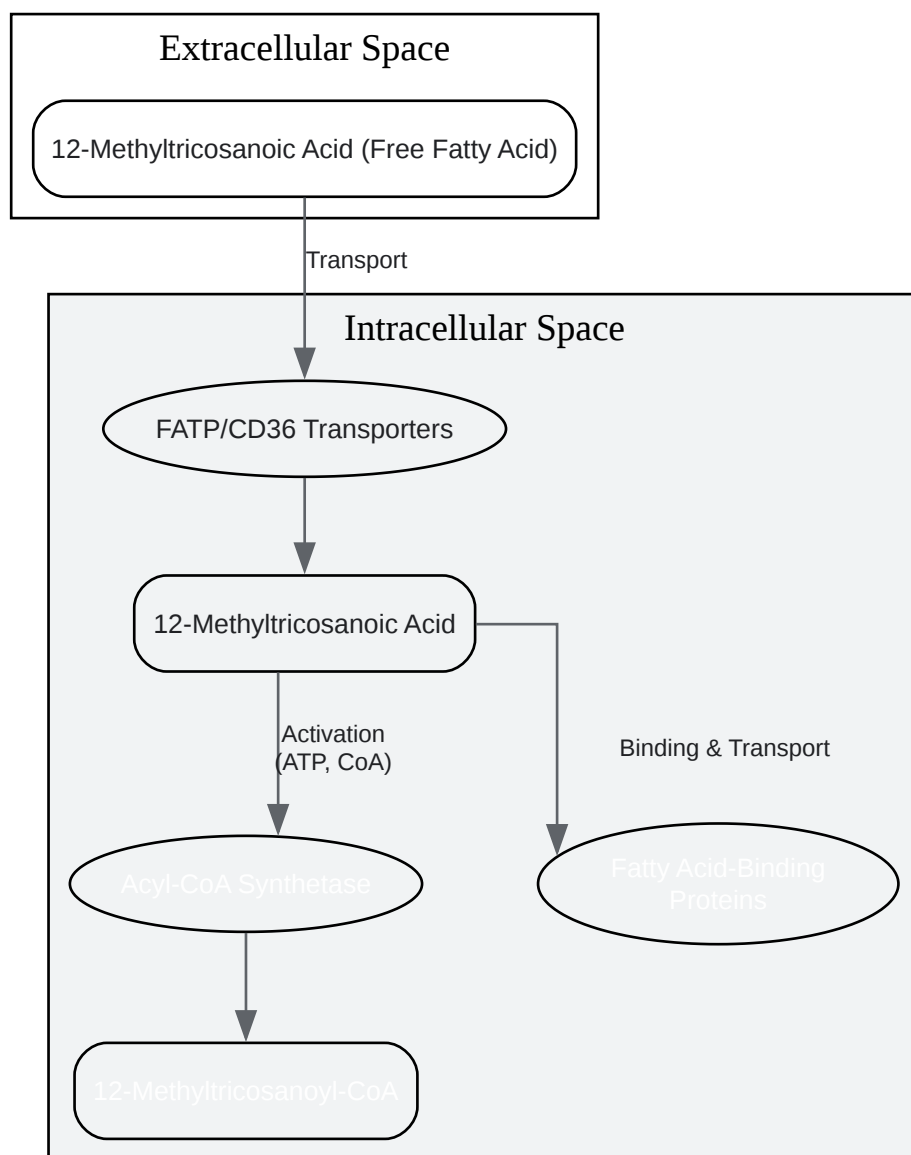 Extracellular Space
12-Methyltricosanoic Acid (Free Fatty Acid)
Transport
Intracellular Space
FATP/CD36 Transporters
12-Methyltricosanoic Acid
Activation
(ATP, CoA)
Binding & Transport
Acyl-CoA Synthetase
Fatty Acid-Binding
Proteins
12-Methyltricosanoyl-CoA